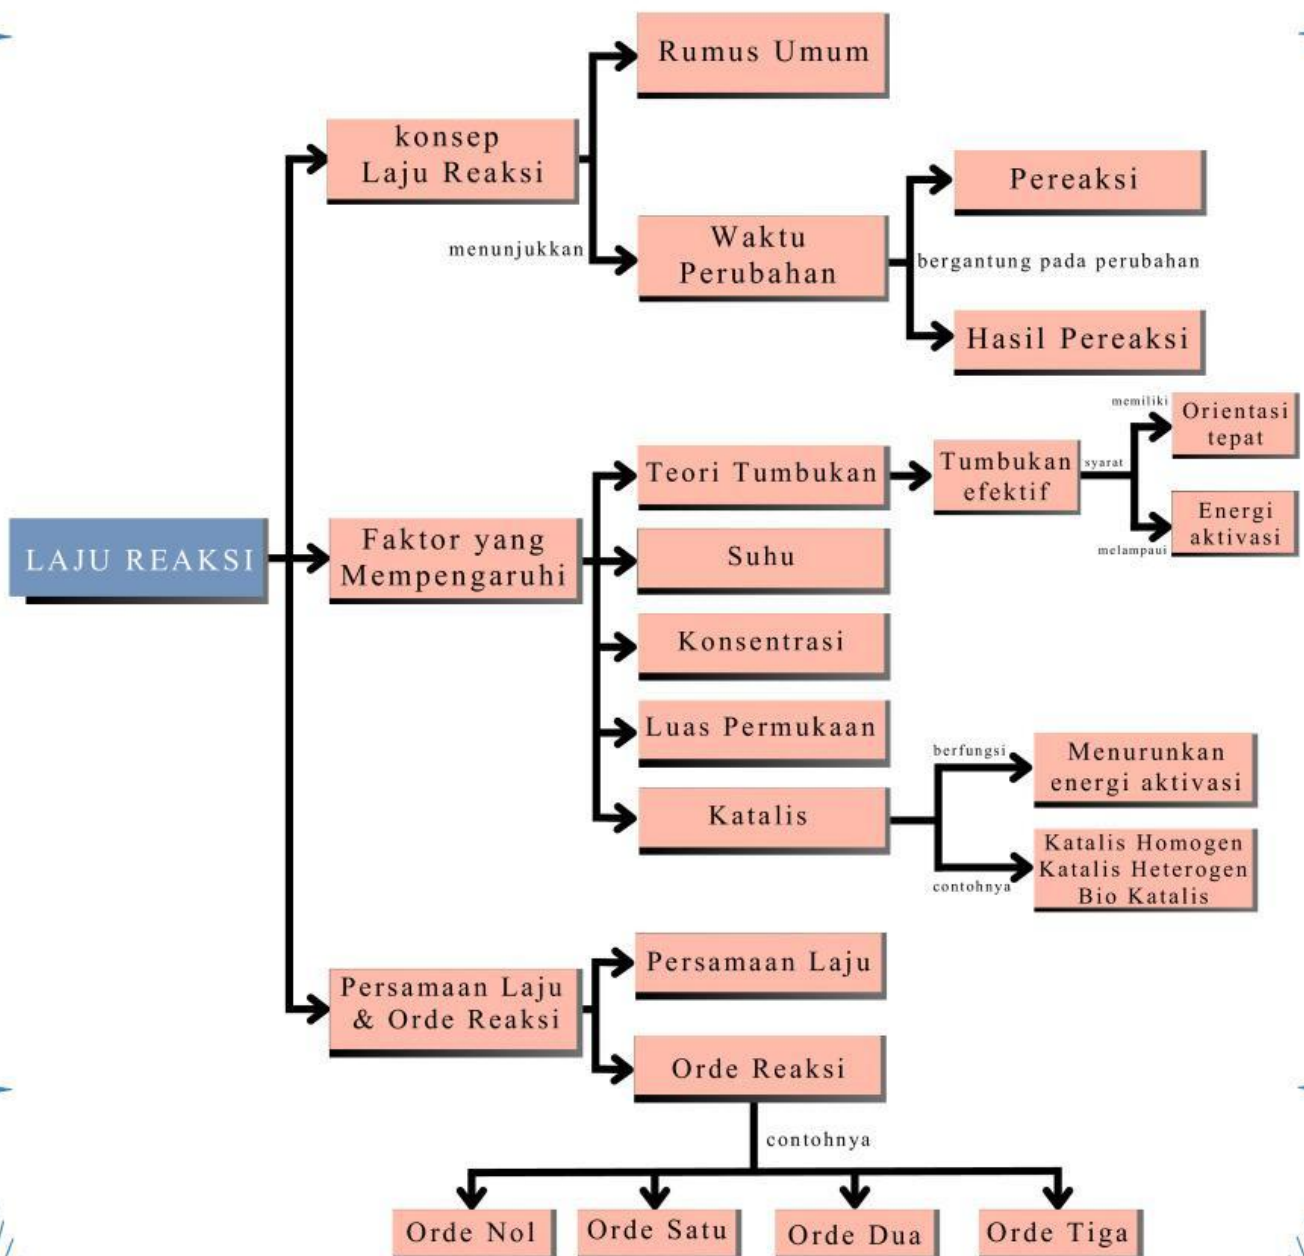 Rumus Umum
konsep
Laju Reaksi
menunjukkan
Waktu
Perubahan
Pereaksi
bergantung pada perubahan
Hasil Pereaksi
LAJU REAKSI
Faktor yang
Mempengaruhi
Teori Tumbukan
Tumbukan
efektif
syarat
memiliki
Orientasi
tepat
melampaui
Energi
aktivasi
Suhu
Konsentrasi
Luas Permukaan
Katalis
berfungsi
Menurunkan
energi aktivasi
contohnya
Katalis Homogen
Katalis Heterogen
Bio Katalis
Persamaan Laju
& Orde Reaksi
Persamaan Laju
Orde Reaksi
contohnya
Orde Nol
Orde Satu
Orde Dua
Orde Tiga